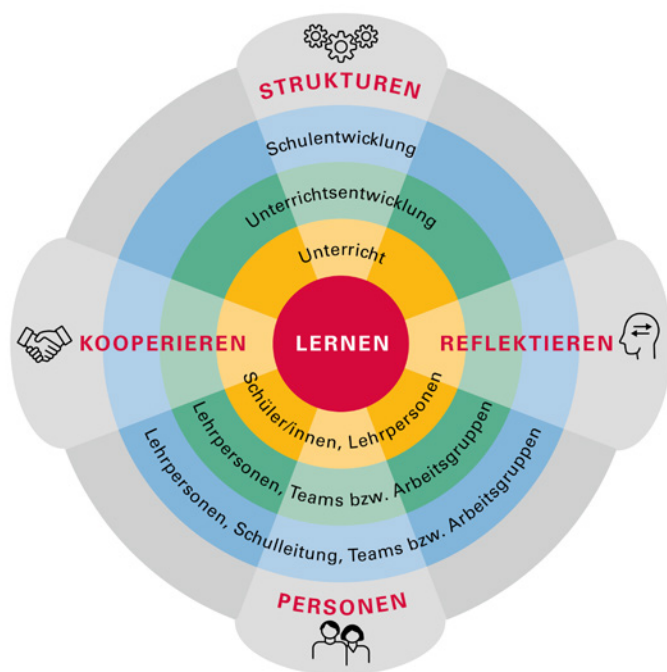 STRUKTUREN
Schulentwicklung
Unterrichtsentwicklung
Unterricht
KOOPERIEREN
LERNEN
REFLEKTIEREN
Schüler/innen, Lehrpersonen
Lehrpersonen, Teams bzw. Arbeitsgruppen
Lehrpersonen, Schulleitung, Teams bzw. Arbeitsgruppen
PERSONEN